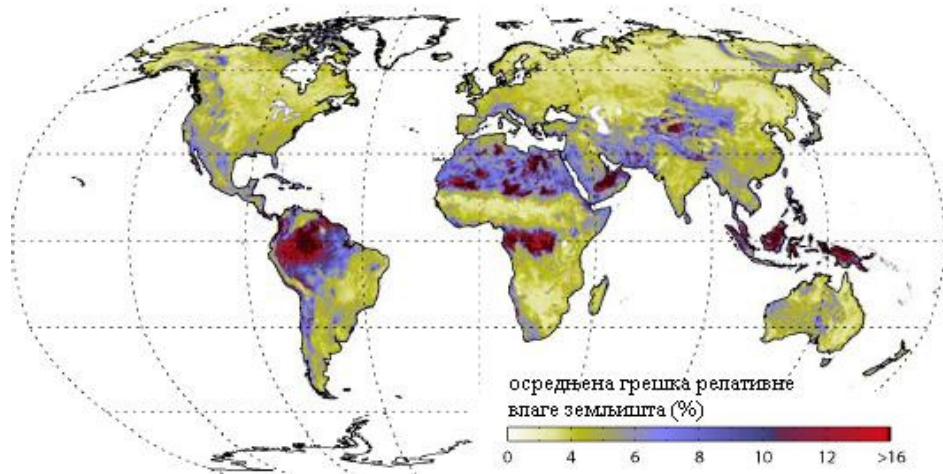 осредњена грешка релативне
влаге земљишта (%)
0 4 6 8 10 12 >16